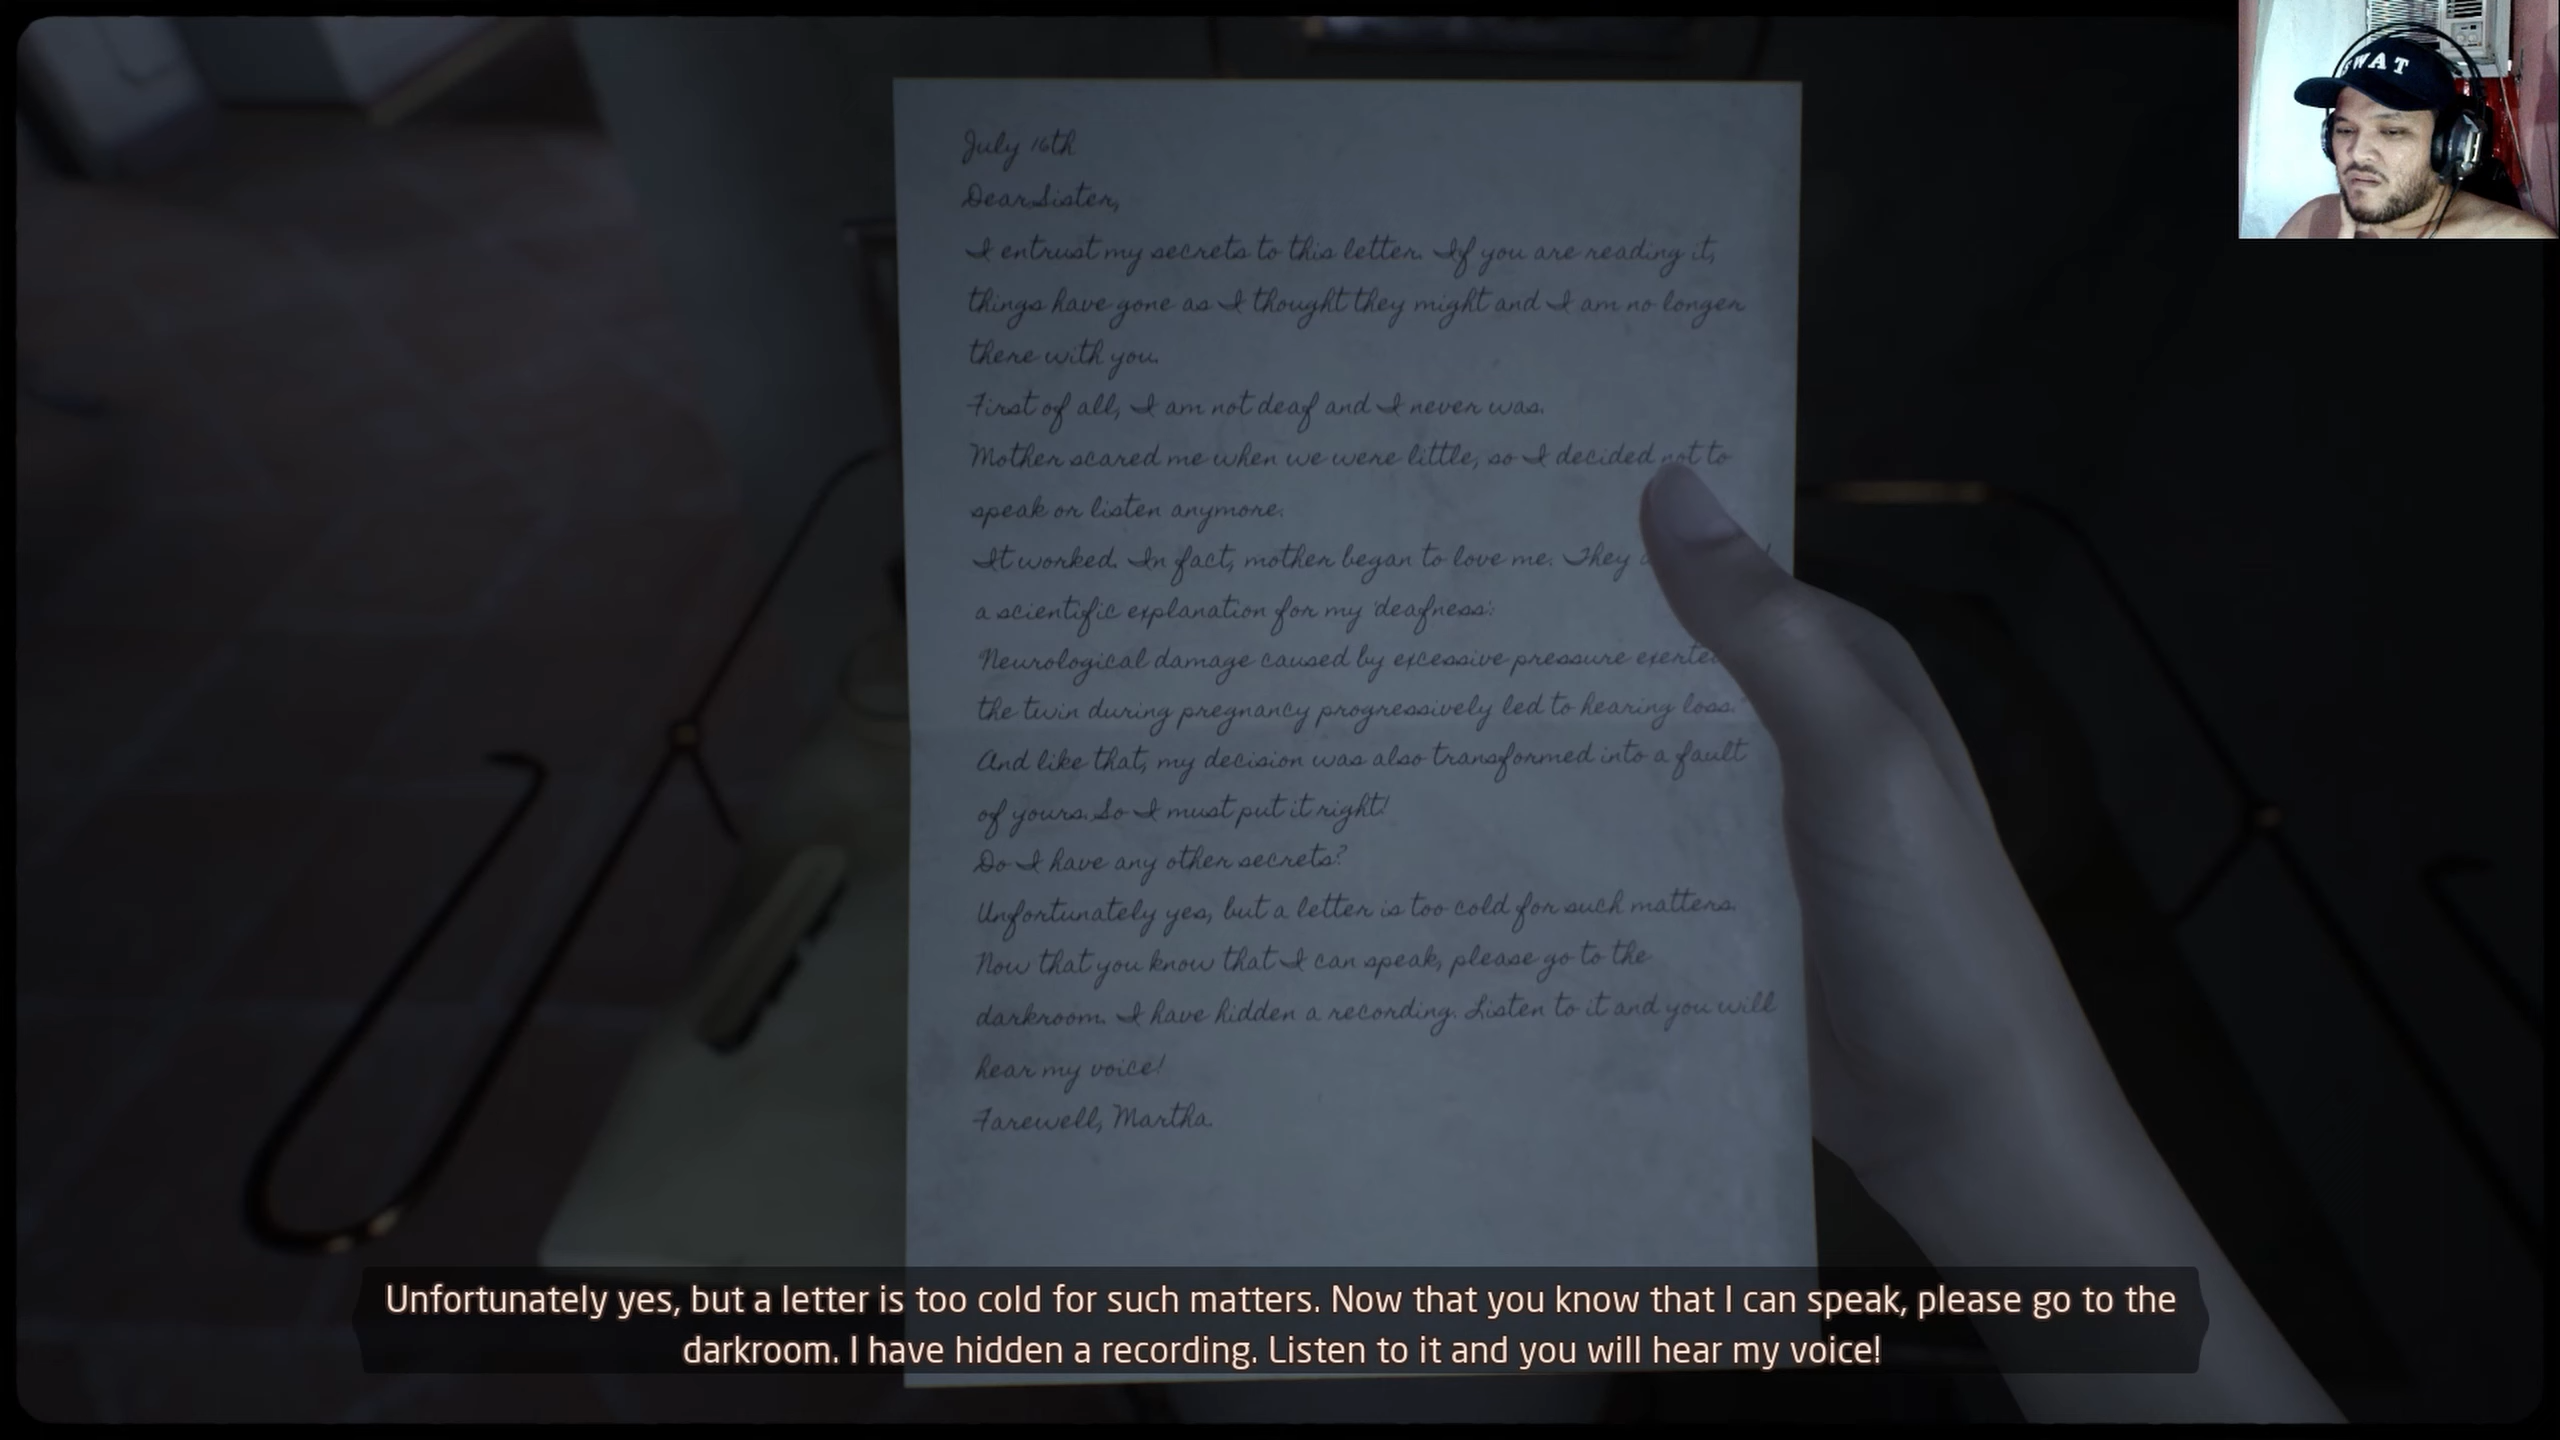 SWAT
July 16th
Dear Sister,
I entrust my secrets to this letter. If you are reading it,
things have gone as I thought they might and I am no longer
there with you.
First of all, I am not deaf and I never was.
Mother scared me when we were little, so I decided not to
speak or listen anymore.
It worked. In fact, mother began to love me. They
a scientific explanation for my 'deafness':
"Neurological damage caused by excessive pressure exerted
the twin during pregnancy progressively led to hearing loss."
And like that, my decision was also transformed into a fault
of yours. So I must put it right!
Do I have any other secrets?
Unfortunately yes, but a letter is too cold for such matters.
Now that you know that I can speak, please go to the
darkroom. I have hidden a recording. Listen to it and you will
hear my voice!
Farewell, Martha.
Unfortunately yes, but a letter is too cold for such matters. Now that you know that I can speak, please go to the
darkroom. I have hidden a recording. Listen to it and you will hear my voice!